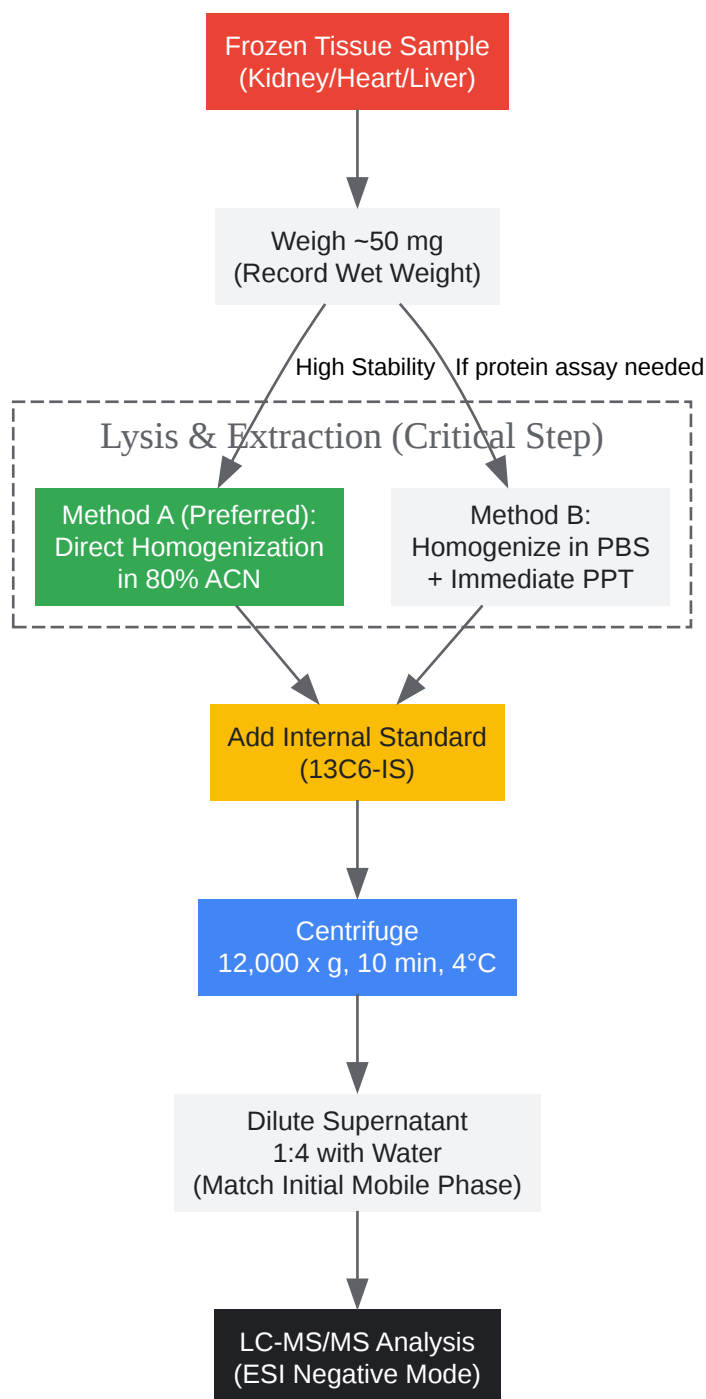 Frozen Tissue Sample
(Kidney/Heart/Liver)
Weigh ~50 mg
(Record Wet Weight)
High Stability
If protein assay needed
Lysis & Extraction (Critical Step)
Method A (Preferred):
Direct Homogenization
in 80% ACN
Method B:
Homogenize in PBS
+ Immediate PPT
Add Internal Standard
(13C6-IS)
Centrifuge
12,000 x g, 10 min, 4°C
Dilute Supernatant
1:4 with Water
(Match Initial Mobile Phase)
LC-MS/MS Analysis
(ESI Negative Mode)